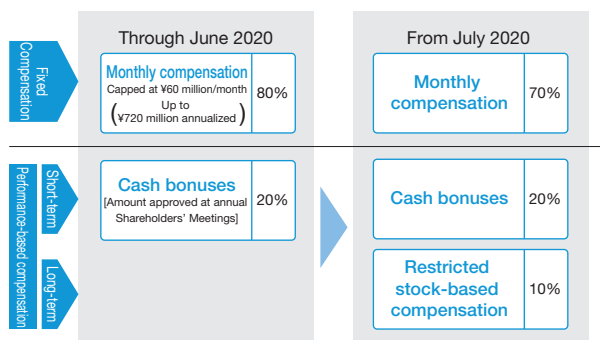 Through June 2020
From July 2020
Fixed
Compensation
Monthly compensation
Capped at ¥60 million/month
(Up to
¥720 million annualized)
80%
Monthly
compensation
70%
Performance-based compensation
Short-term
Cash bonuses
[Amount approved at annual
Shareholders' Meetings]
20%
Cash bonuses
20%
Long-term
Restricted
stock-based
compensation
10%